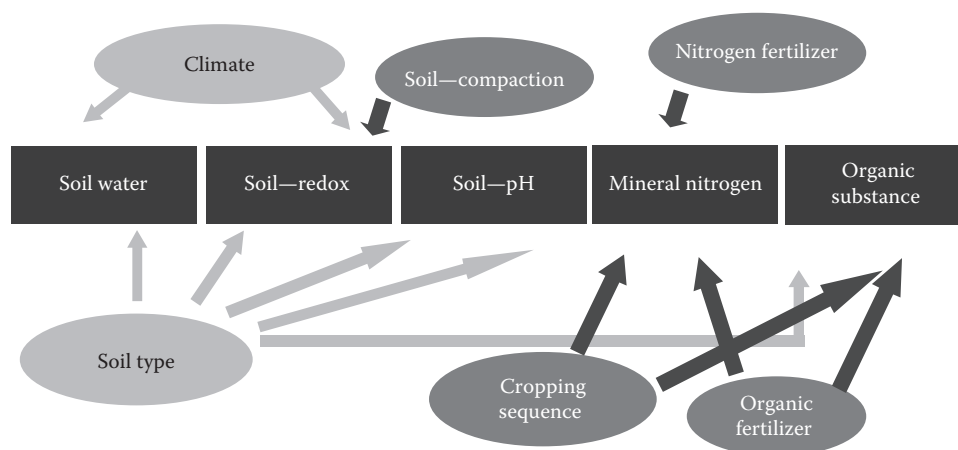 Climate
Soil—compaction
Nitrogen fertilizer
Soil water
Soil—redox
Soil—pH
Mineral nitrogen
Organic
substance
Soil type
Cropping
sequence
Organic
fertilizer